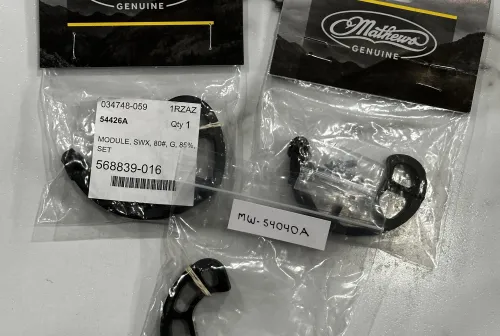 GENUINE
Mathews
GENUINE
034748-059 1RZAZ
54426A Qty 1
MODULE, SWX, 80#, G, 85%,
SET
568839-016
MW-54040A